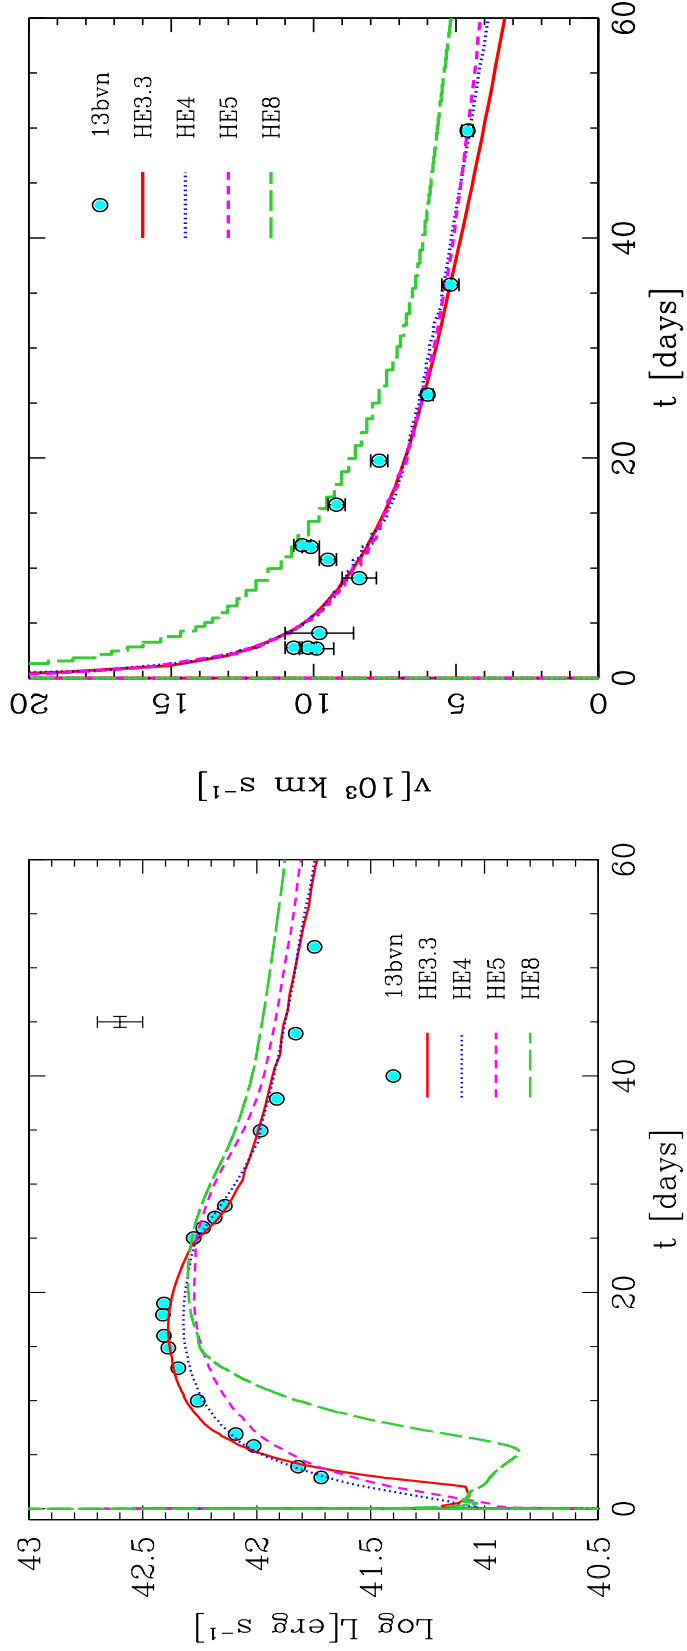 43
42.5
42
41.5
41
40.5
Log L[erg s⁻¹]
0
20
40
60
t [days]
13bvn
HE3.3
HE4
HE5
HE8
20
15
10
5
0
v[10³ km s⁻¹]
0
20
40
60
t [days]
13bvn
HE3.3
HE4
HE5
HE8